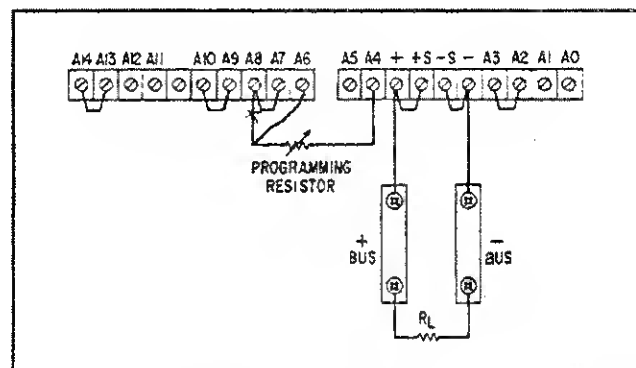 A14 A13 A12 A11 A10 A9 A8 A7 A6 A5 A4 + +S -S - A3 A2 A1 A0
PROGRAMMING
RESISTOR
+
BUS
-
BUS
RL